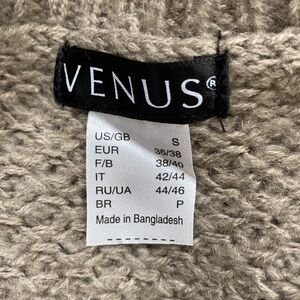 VENUS®
US/GB S
EUR 36/38
F/B 38/40
IT 42/44
RU/UA 44/46
BR P
Made in Bangladesh